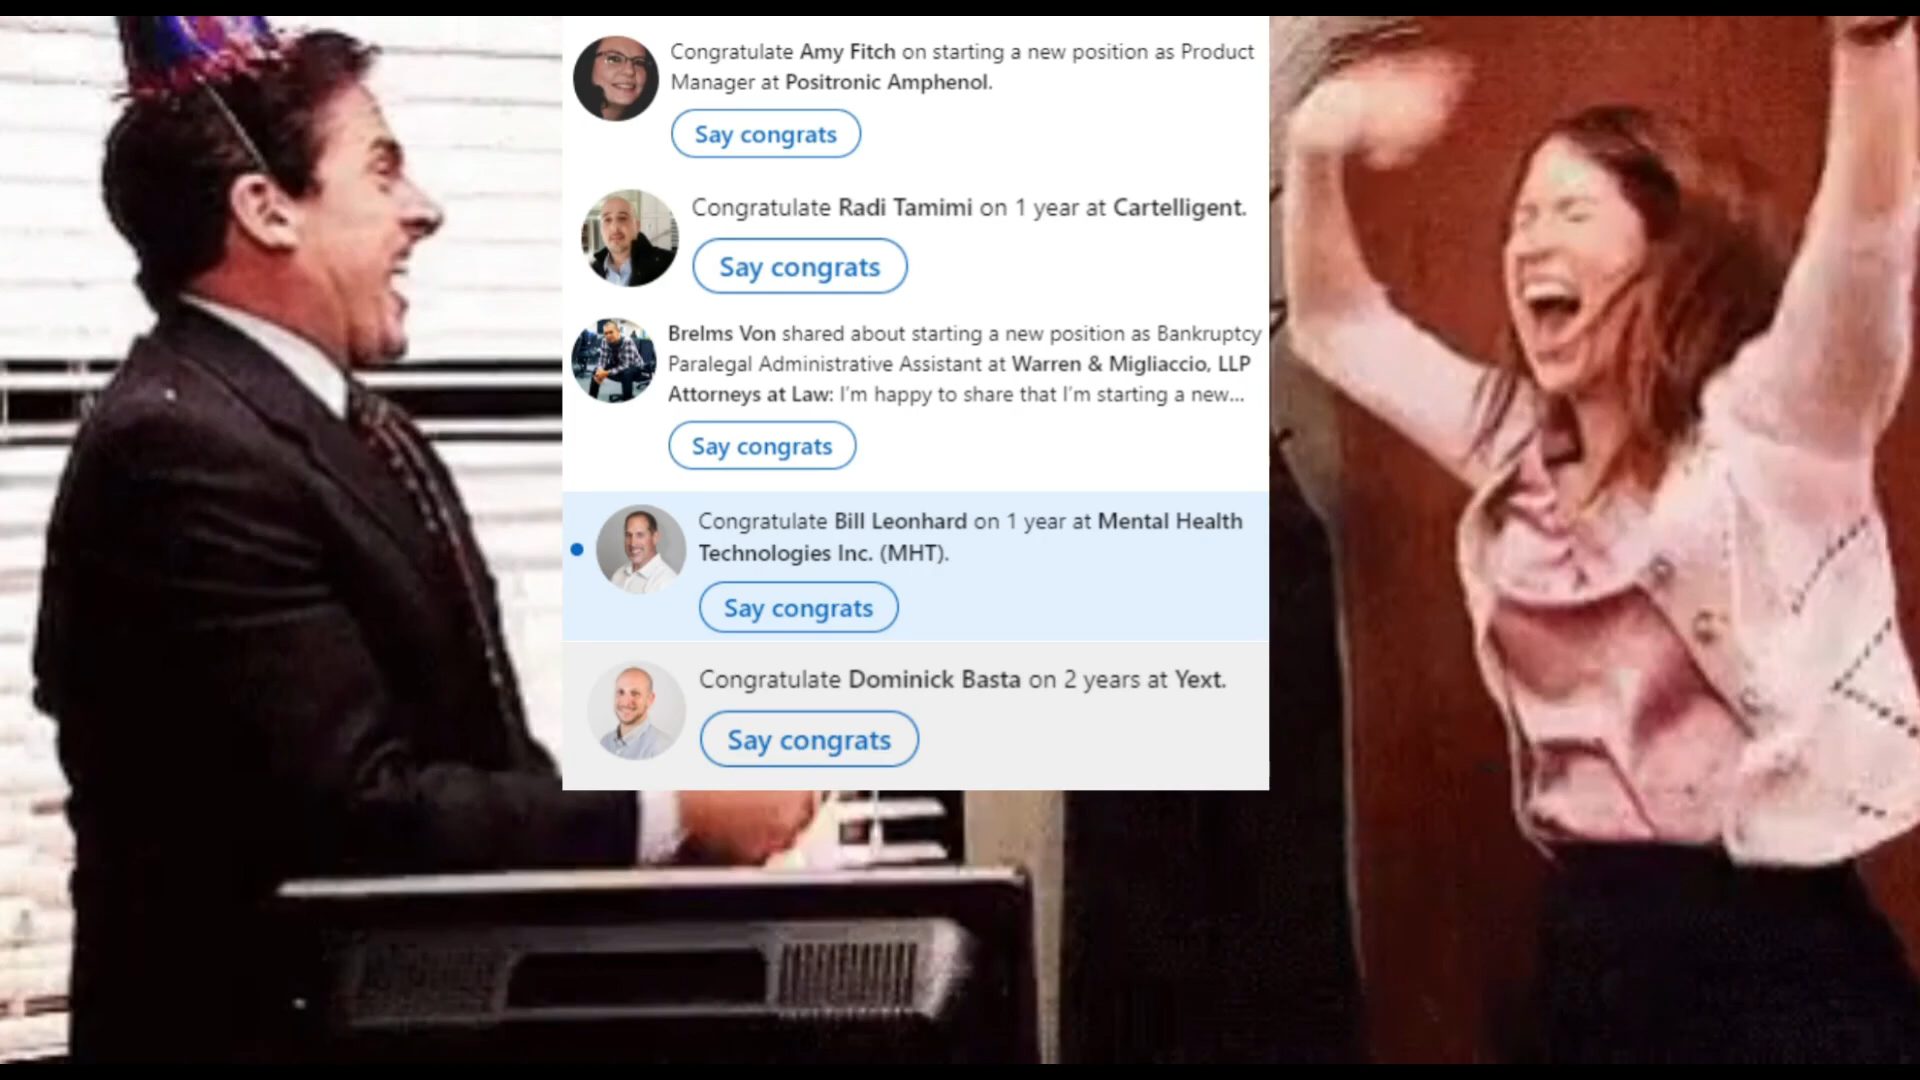 Congratulate Amy Fitch on starting a new position as Product
Manager at Positronic Amphenol.
Say congrats
Congratulate Radi Tamimi on 1 year at Cartelligent.
Say congrats
Brelms Von shared about starting a new position as Bankruptcy
Paralegal Administrative Assistant at Warren & Migliaccio, LLP
Attorneys at Law: I'm happy to share that I'm starting a new...
Say congrats
Congratulate Bill Leonhard on 1 year at Mental Health
Technologies Inc. (MHT).
Say congrats
Congratulate Dominick Basta on 2 years at Yext.
Say congrats